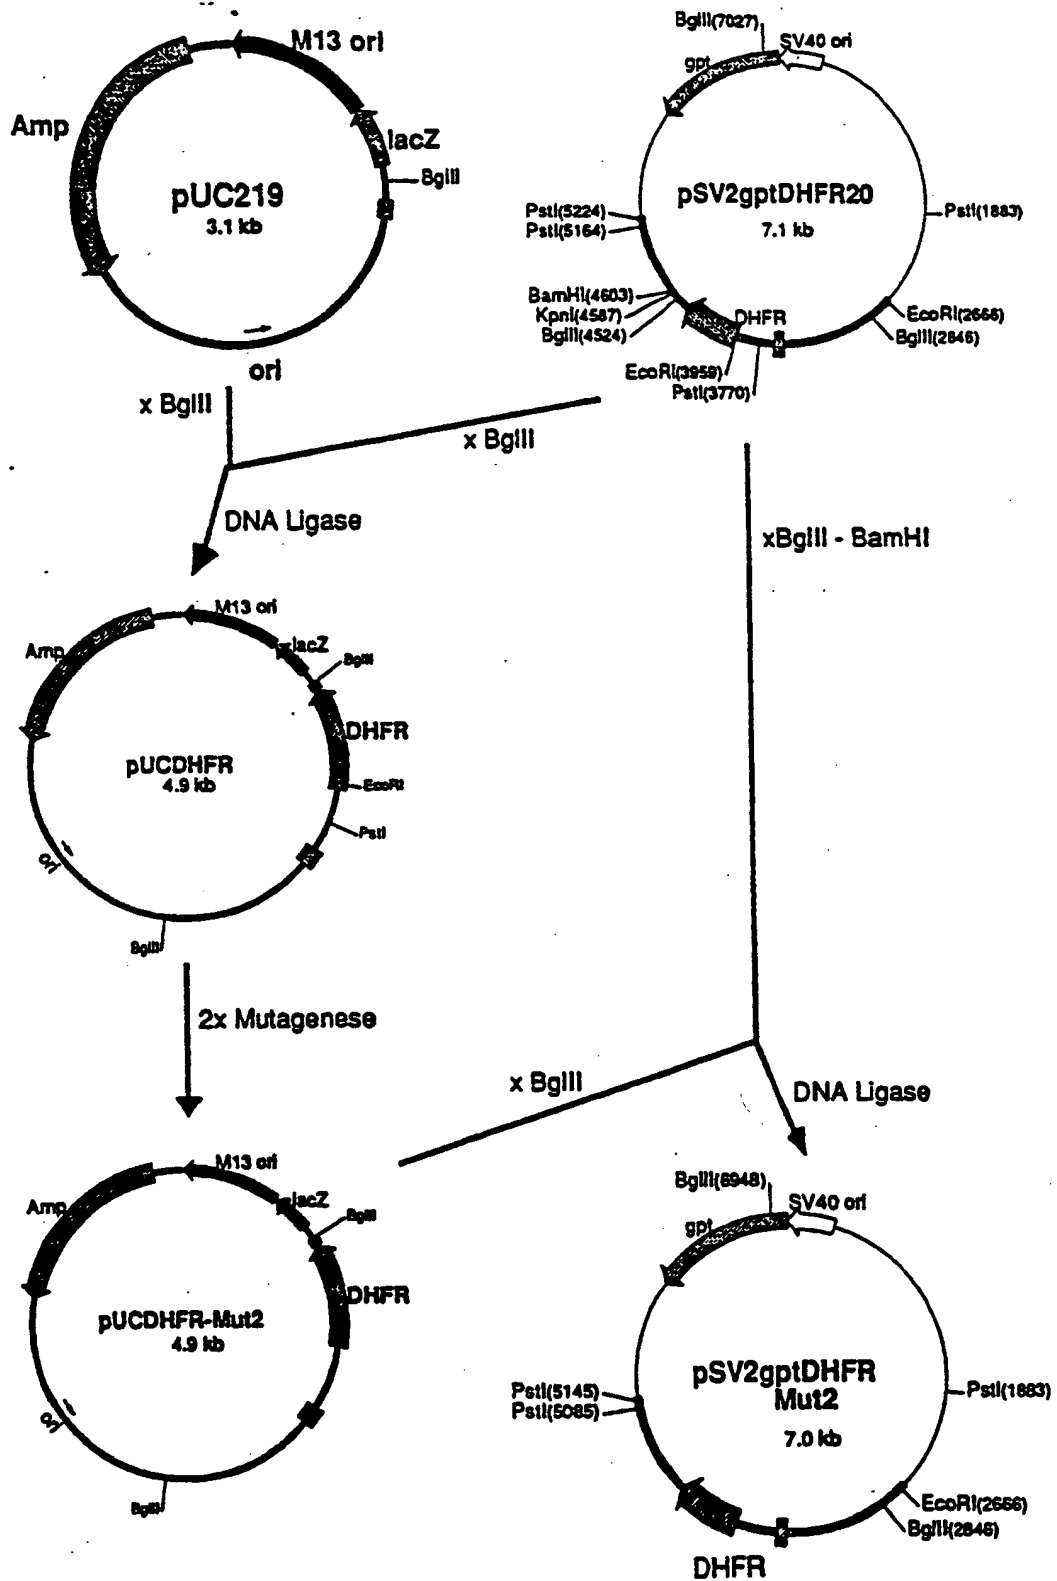 M13 ori
Amp
lacZ
BglII
pUC219
3.1 kb
ori
BglII(7027)
SV40 ori
gpt
pSV2gptDHFR20
7.1 kb
PstI(5224)
PstI(5164)
PstI(1883)
BamHI(4603)
KpnI(4587)
BglII(4524)
DHFR
EcoRI(2666)
BglII(2846)
EcoRI(3959)
PstI(3770)
x BglII
x BglII
DNA Ligase
xBglII - BamHI
M13 ori
Amp
lacZ
BglII
DHFR
pUCDHFR
4.9 kb
EcoRI
PstI
ori
BglII
2x Mutagenese
x BglII
DNA Ligase
M13 ori
Amp
lacZ
BglII
DHFR
pUCDHFR-Mut2
4.9 kb
ori
BglII
BglII(6948)
SV40 ori
gpt
pSV2gptDHFR
Mut2
7.0 kb
PstI(5145)
PstI(5085)
PstI(1883)
EcoRI(2666)
BglII(2846)
DHFR